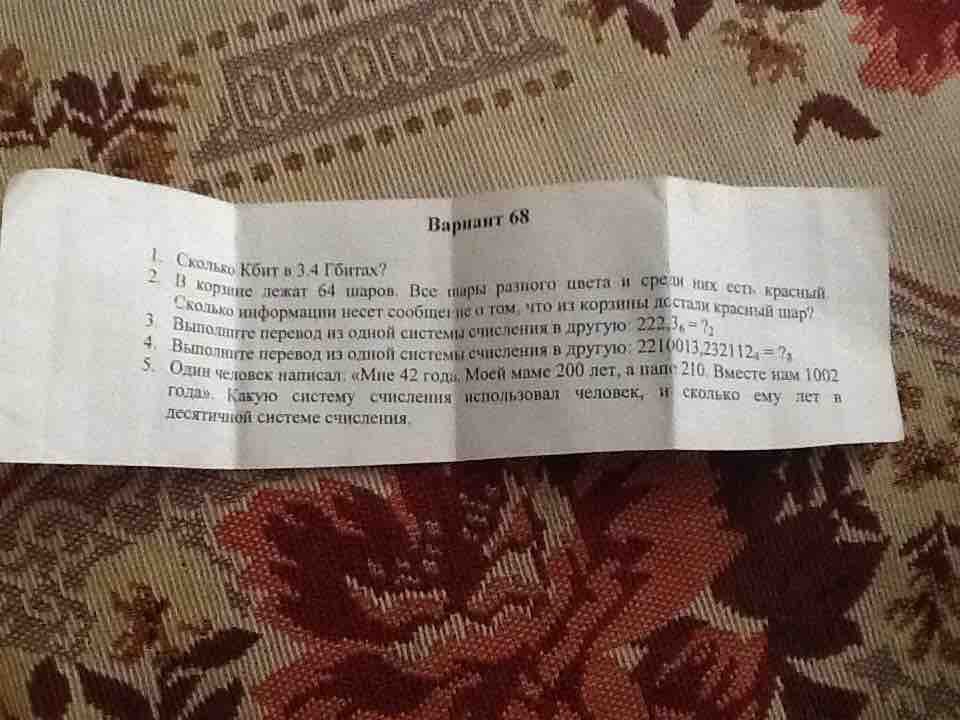 Вариант 68
1. Сколько Кбит в 3.4 Гбитах?
2. В корзине лежат 64 шаров. Все шары разного цвета и среди них есть красный.
Сколько информации несет сообщение о том, что из корзины достали красный шар?
3. Выполните перевод из одной системы счисления в другую: 222,3₆ = ?₂
4. Выполните перевод из одной системы счисления в другую: 2210013,232112₄ = ?₈
5. Один человек написал: «Мне 42 года. Моей маме 200 лет, а папе 210. Вместе нам 1002
года». Какую систему счисления использовал человек, и сколько ему лет в
десятичной системе счисления.